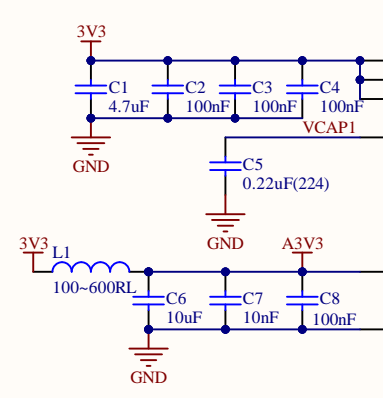 3V3
C1 C2 C3 C4
4.7uF 100nF 100nF 100nF
VCAP1
GND
C5
0.22uF(224)
GND
3V3 L1 A3V3
100~600RL
C6 C7 C8
10uF 10nF 100nF
GND